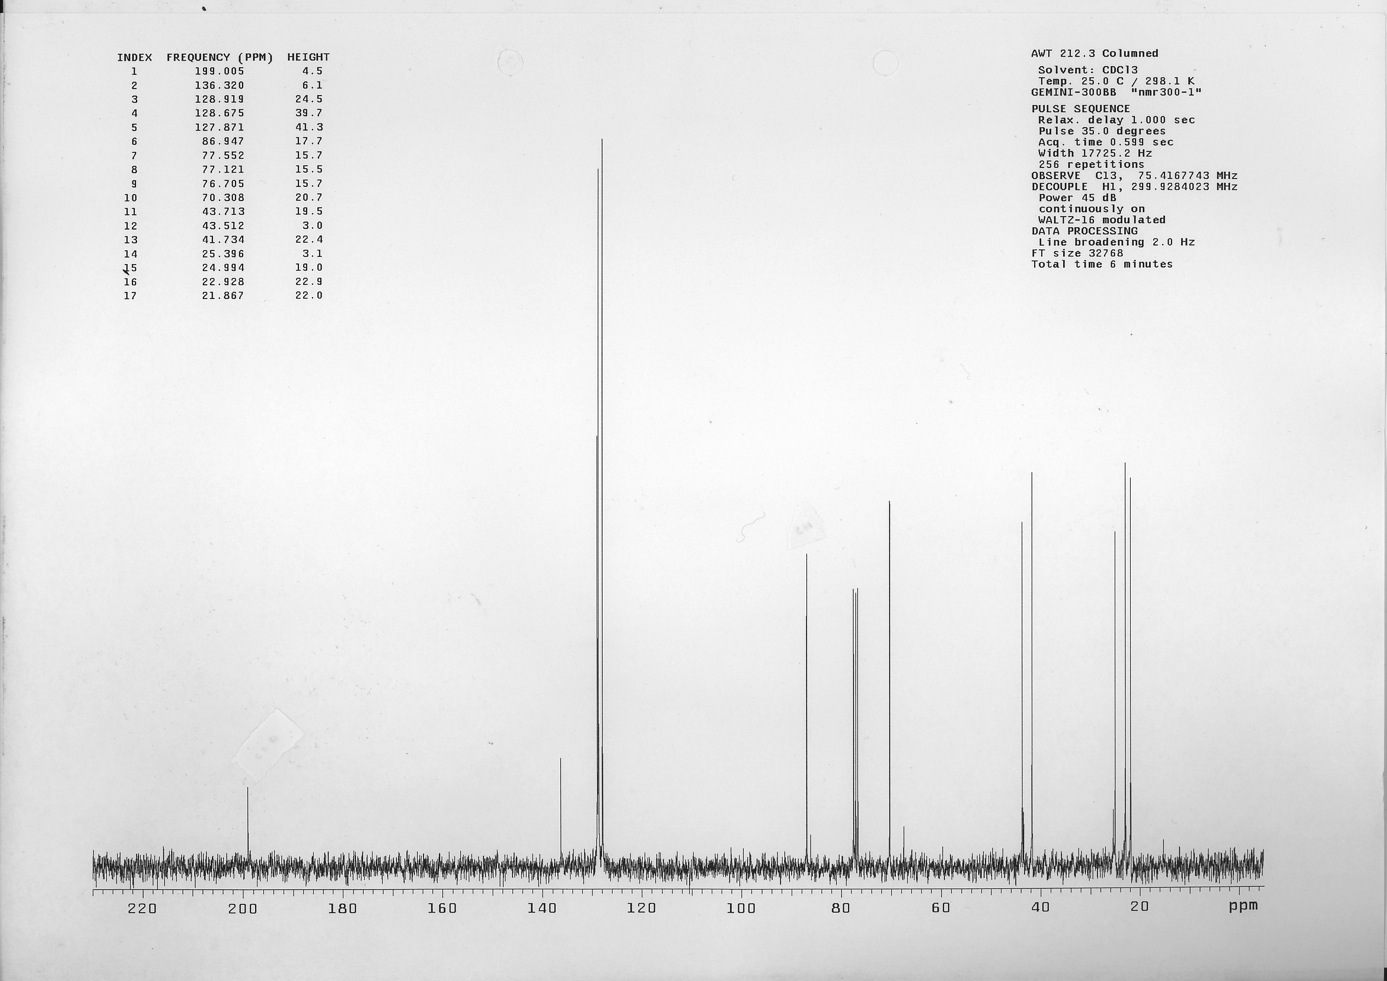 INDEX FREQUENCY (PPM) HEIGHT
1 199.005 4.5
2 136.320 6.1
3 128.919 24.5
4 128.675 39.7
5 127.871 41.3
6 86.947 17.7
7 77.552 15.7
8 77.121 15.5
9 76.705 15.7
10 70.308 20.7
11 43.713 19.5
12 43.512 3.0
13 41.734 22.4
14 25.396 3.1
15 24.994 19.0
16 22.928 22.9
17 21.867 22.0
AWT 212.3 Columned
Solvent: CDCl3
Temp. 25.0 C / 298.1 K
GEMINI-300BB "nmr300-1"
PULSE SEQUENCE
Relax. delay 1.000 sec
Pulse 35.0 degrees
Acq. time 0.599 sec
Width 17725.2 Hz
256 repetitions
OBSERVE C13, 75.4167743 MHz
DECOUPLE H1, 299.9284023 MHz
Power 45 dB
continuously on
WALTZ-16 modulated
DATA PROCESSING
Line broadening 2.0 Hz
FT size 32768
Total time 6 minutes
220 200 180 160 140 120 100 80 60 40 20 ppm